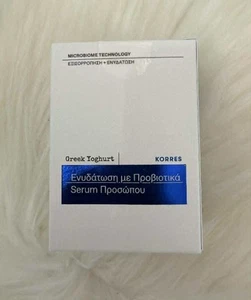 MICROBIOME TECHNOLOGY
ΕΞΙΣΟΡΡΟΠΗΣΗ + ΕΝΥΔΑΤΩΣΗ
Greek Yoghurt KORRES
Ενυδάτωση με Προβιοτικά
Serum Προσώπου